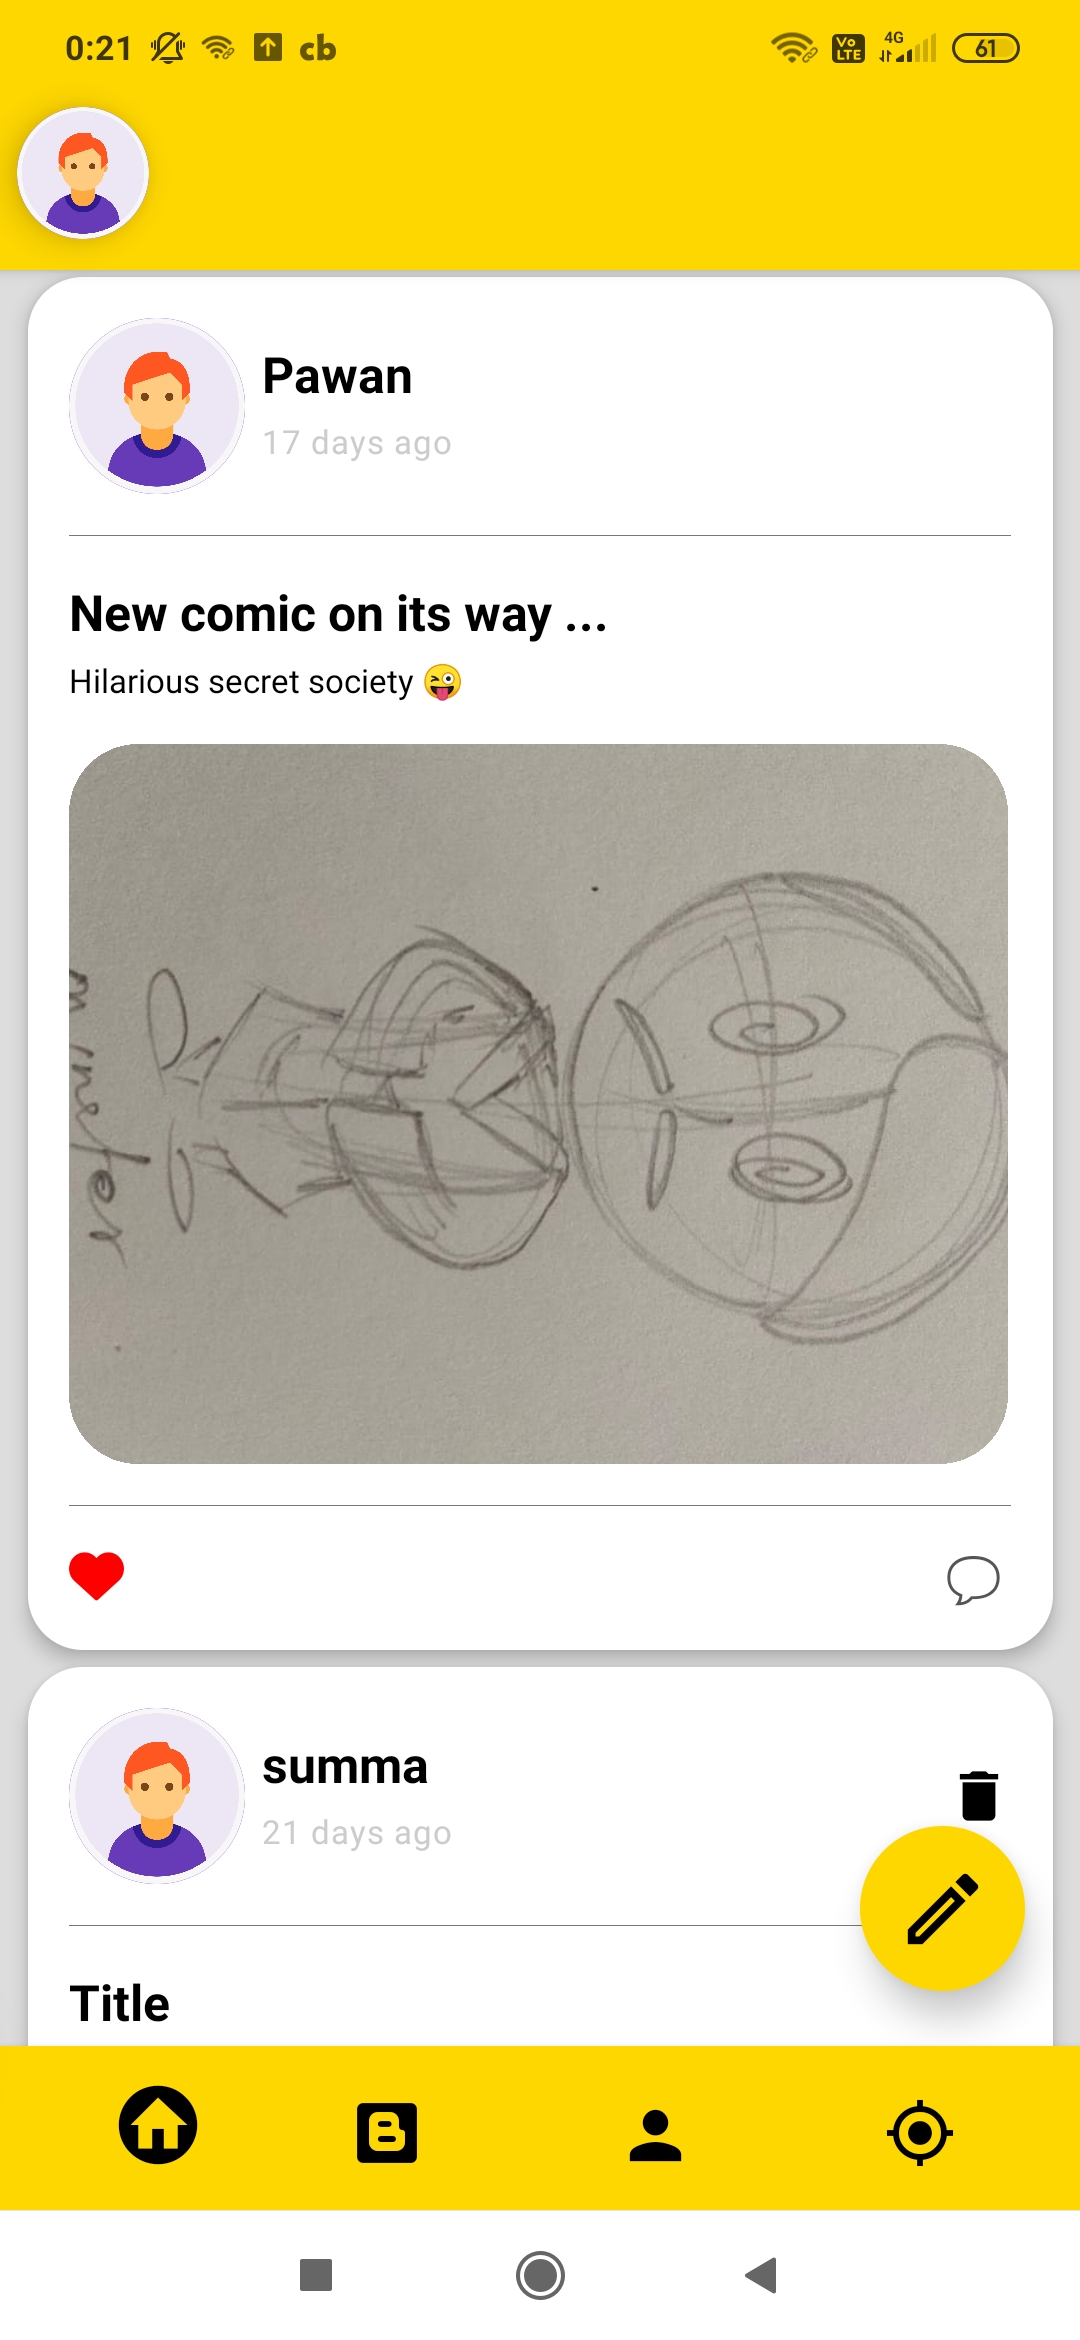 0:21 cb Vo LTE 4G 61
Pawan
17 days ago
New comic on its way ...
Hilarious secret society 😜
summa
21 days ago
Title